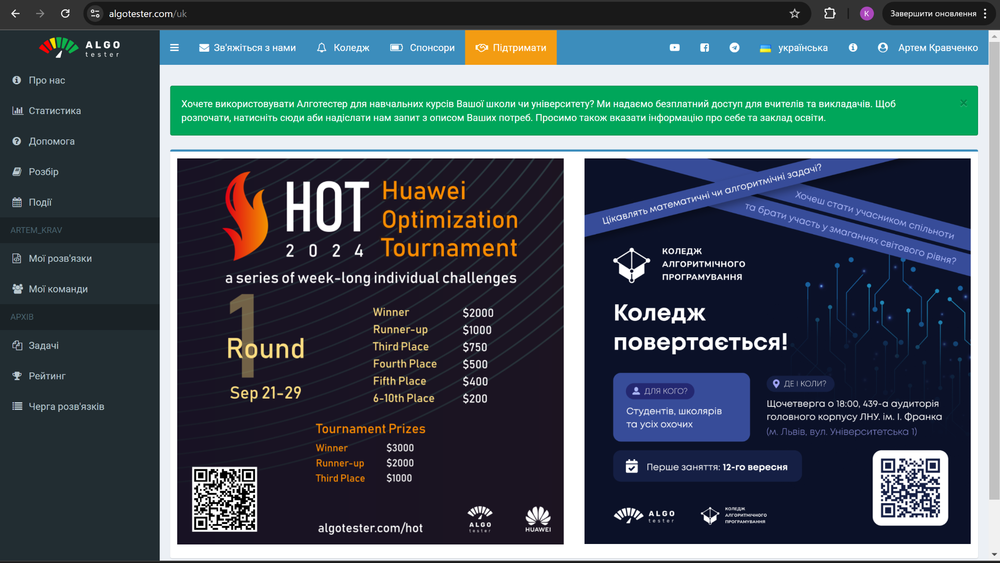 algotester.com/uk
Завершити оновлення
ALGO
tester
Зв'яжіться з нами
Коледж
Спонсори
Підтримати
українська
Артем Кравченко
Про нас
Статистика
Допомога
Розбір
Події
ARTEM_KRAV
Мої розв'язки
Мої команди
АРХІВ
Задачі
Рейтинг
Черга розв'язків
Хочете використовувати Алготестер для навчальних курсів Вашої школи чи університету? Ми надаємо безплатний доступ для вчителів та викладачів. Щоб
розпочати, натисніть сюди аби надіслати нам запит з описом Ваших потреб. Просимо також вказати інформацію про себе та заклад освіти.
×
HOT
2024
Huawei
Optimization
Tournament
a series of week-long individual challenges
1
Round
Sep 21-29
Winner $2000
Runner-up $1000
Third Place $750
Fourth Place $500
Fifth Place $400
6-10th Place $200
Tournament Prizes
Winner $3000
Runner-up $2000
Third Place $1000
algotester.com/hot
ALGO
tester
HUAWEI
Цікавлять математичні чи алгоритмічні задачі?
Хочеш стати учасником спільноти
та брати участь у змаганнях світового рівня?
КОЛЕДЖ
АЛГОРИТМІЧНОГО
ПРОГРАМУВАННЯ
Коледж
повертається!
ДЛЯ КОГО?
Студентів, школярів
та усіх охочих
ДЕ І КОЛИ?
Щочетверга о 18:00, 439-а аудиторія
головного корпусу ЛНУ. ім. І. Франка
(м. Львів, вул. Університетська 1)
Перше заняття: 12-го вересня
ALGO
tester
КОЛЕДЖ
АЛГОРИТМІЧНОГО
ПРОГРАМУВАННЯ
K